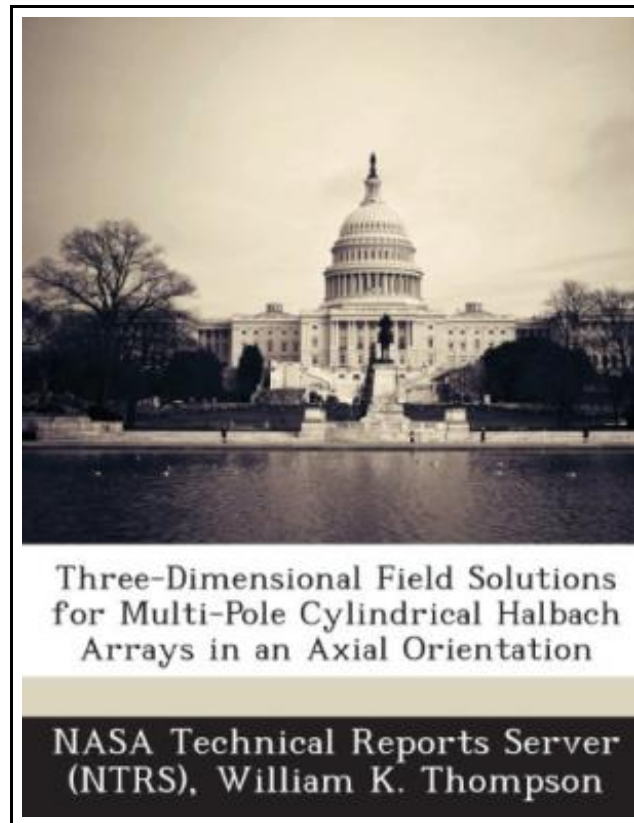 Three-Dimensional Field Solutions
for Multi-Pole Cylindrical Halbach
Arrays in an Axial Orientation
NASA Technical Reports Server
(NTRS), William K. Thompson